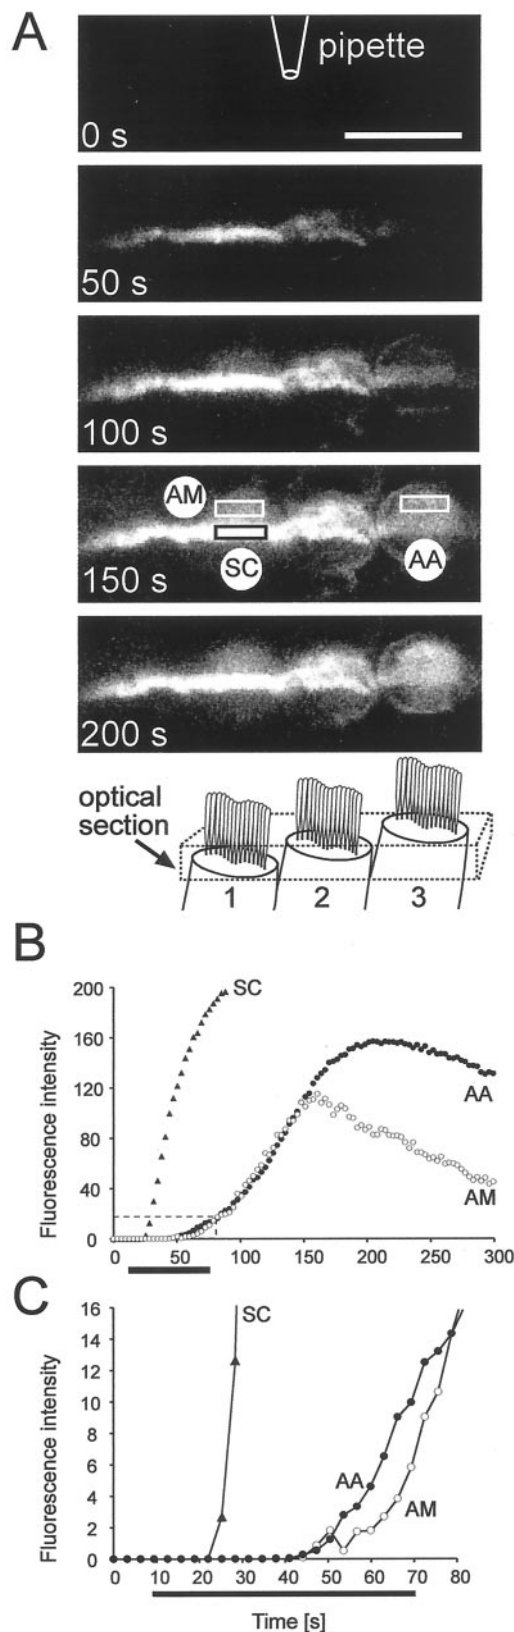 A
pipette
0 s
50 s
100 s
AM
SC
AA
150 s
200 s
optical
section
1 2 3
B
200
160
120
80
40
0
Fluorescence intensity
SC
AA
AM
0 50 100 150 200 250 300
C
16
14
12
10
8
6
4
2
0
Fluorescence intensity
SC
AA
AM
0 10 20 30 40 50 60 70 80
Time [s]